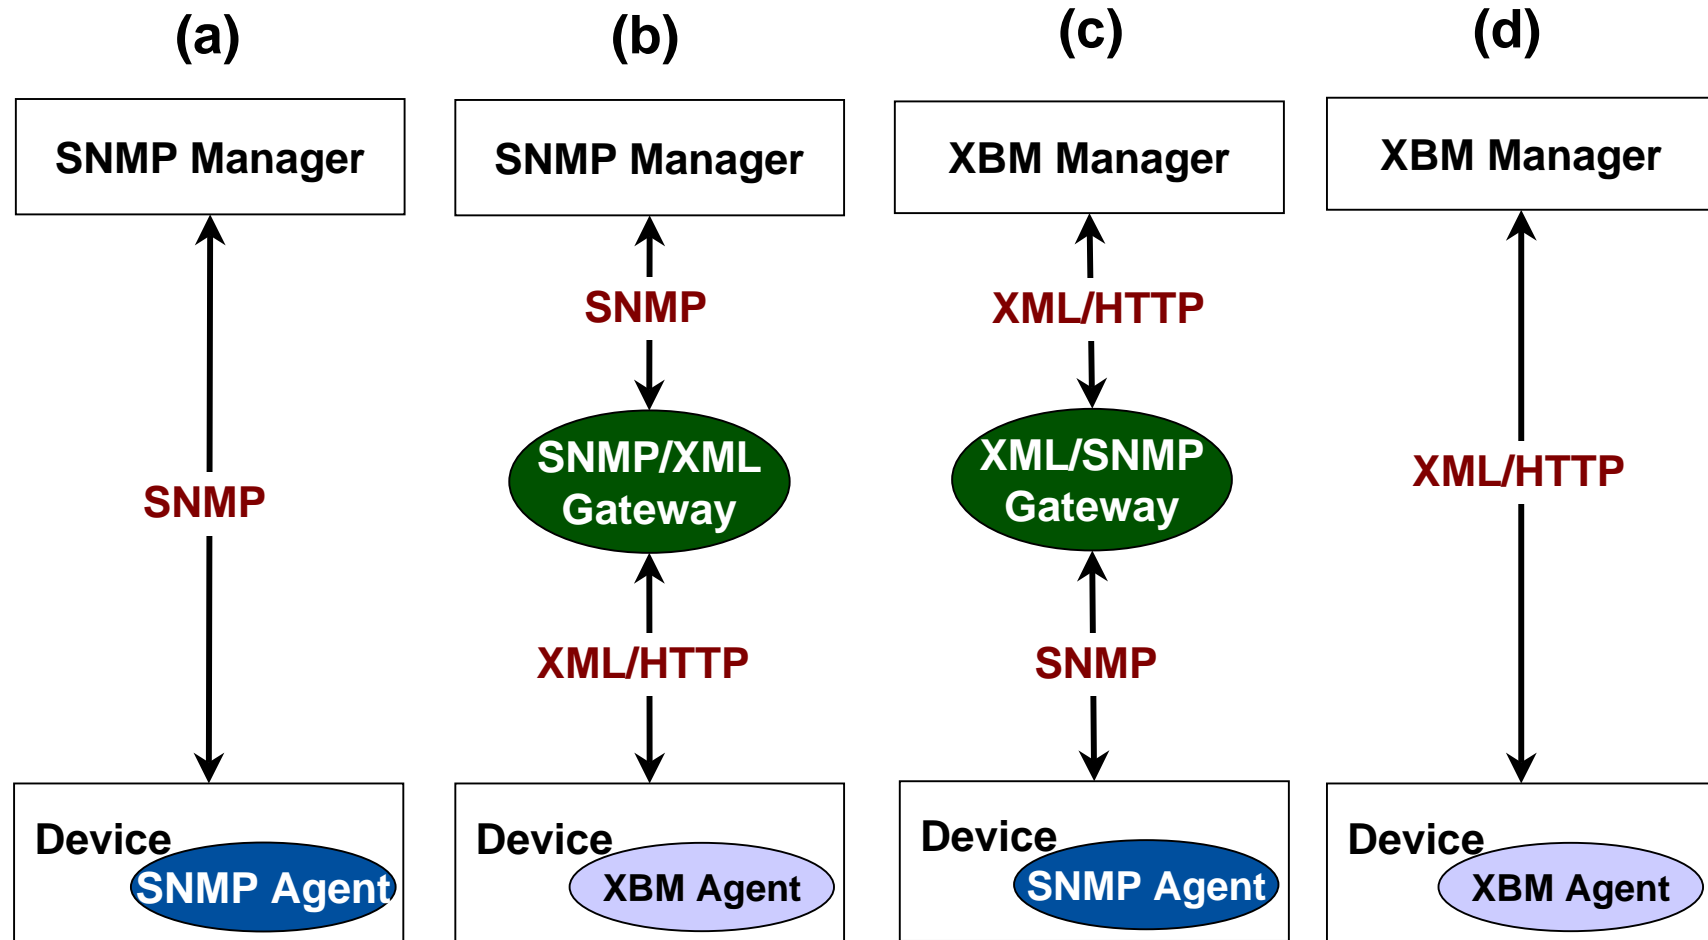 (a)
SNMP Manager
SNMP
Device
SNMP Agent
(b)
SNMP Manager
SNMP
SNMP/XML
Gateway
XML/HTTP
Device
XBM Agent
(c)
XBM Manager
XML/HTTP
XML/SNMP
Gateway
SNMP
Device
SNMP Agent
(d)
XBM Manager
XML/HTTP
Device
XBM Agent